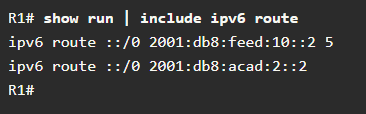 R1# show run | include ipv6 route
ipv6 route ::/0 2001:db8:feed:10::2 5
ipv6 route ::/0 2001:db8:acad:2::2
R1#